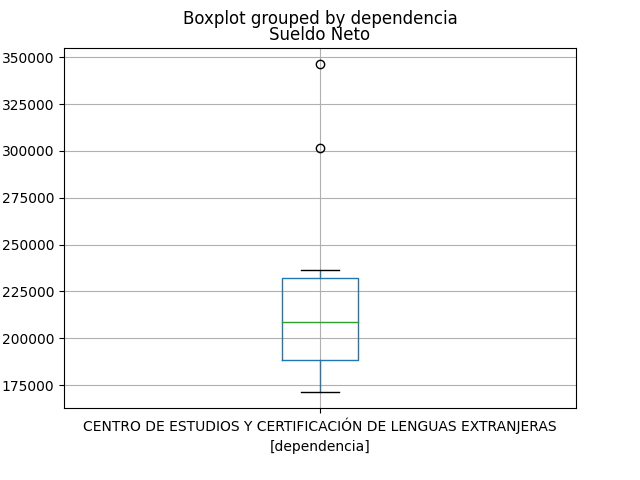 Boxplot grouped by dependencia
Sueldo Neto
350000
325000
300000
275000
250000
225000
200000
175000
CENTRO DE ESTUDIOS Y CERTIFICACIÓN DE LENGUAS EXTRANJERAS
[dependencia]